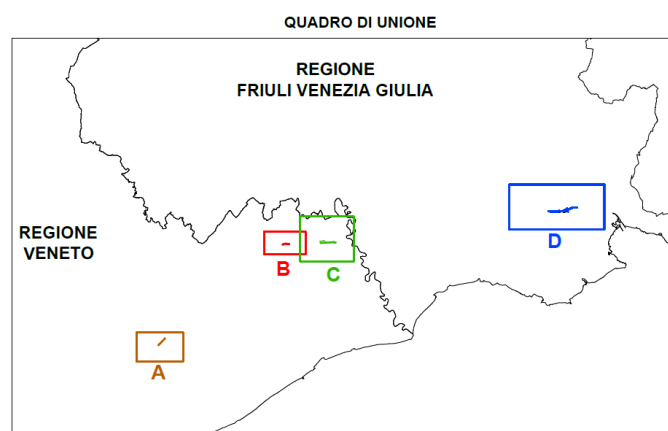 QUADRO DI UNIONE
REGIONE
FRIULI VENEZIA GIULIA
REGIONE
VENETO
B
C
D
A